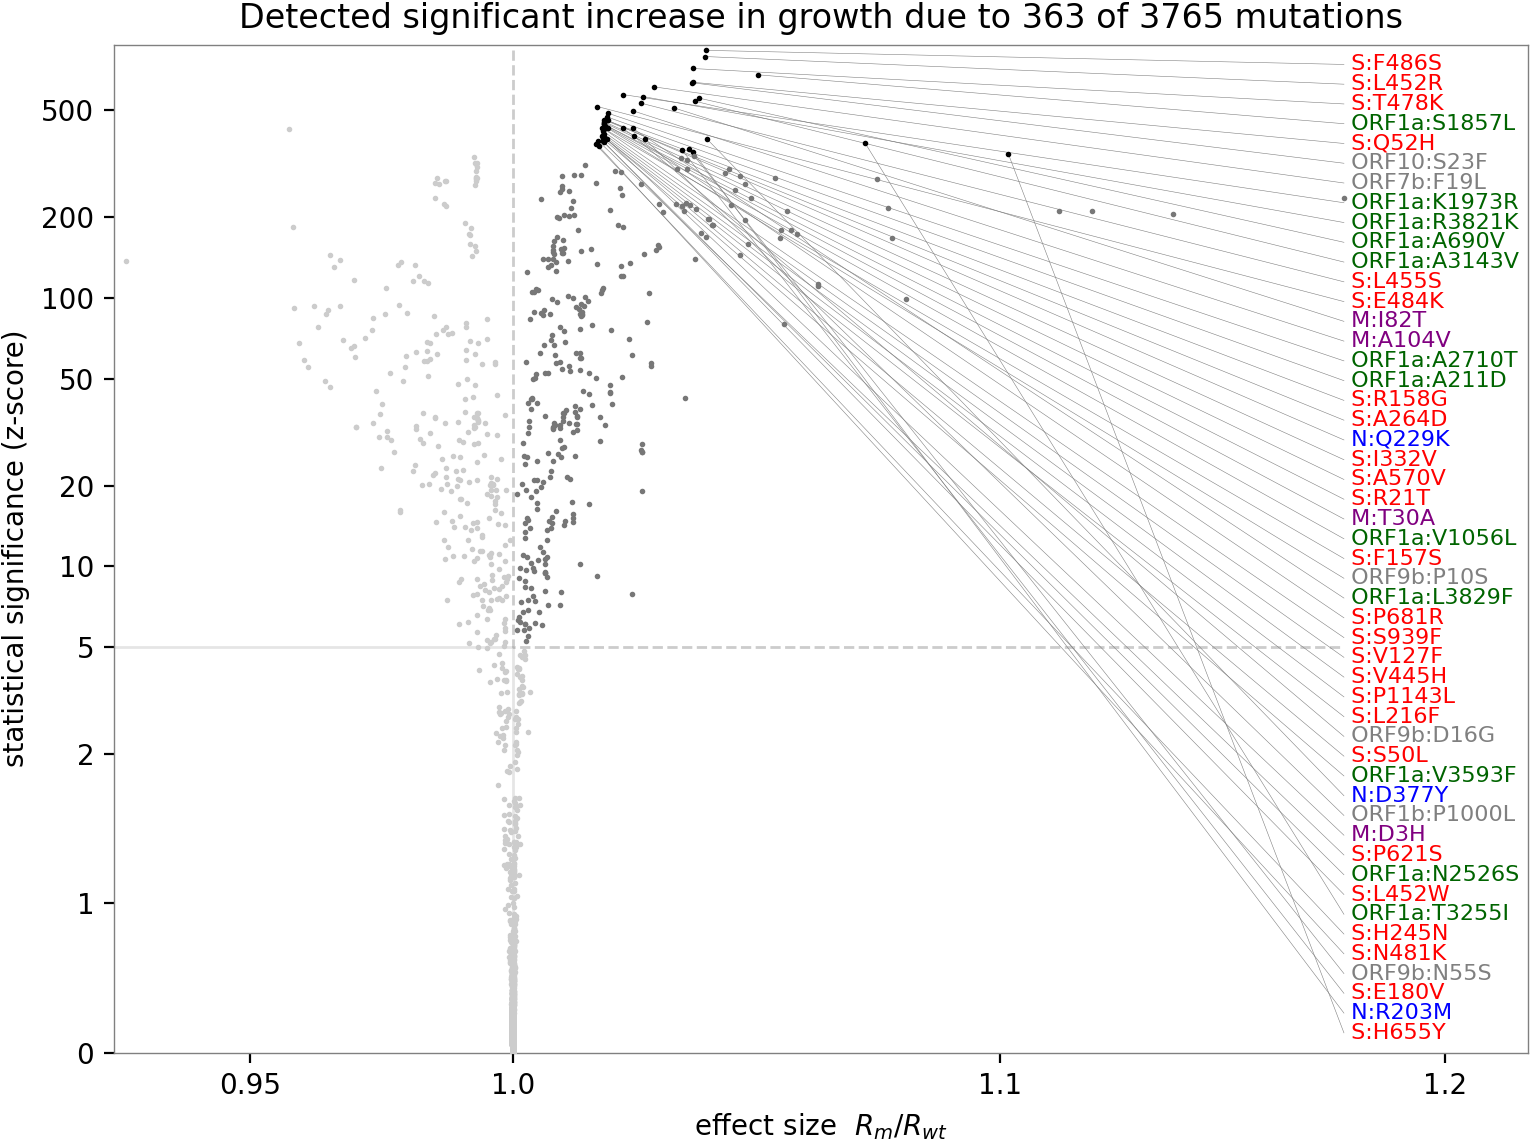 Detected significant increase in growth due to 363 of 3765 mutations
statistical significance (z-score)
500
200
100
50
20
10
5
2
1
0
0.95
1.0
1.1
1.2
effect size R_m/R_wt
S:F486S
S:L452R
S:T478K
ORF1a:S1857L
S:Q52H
ORF10:S23F
ORF7b:F19L
ORF1a:K1973R
ORF1a:R3821K
ORF1a:A690V
ORF1a:A3143V
S:L455S
S:E484K
M:I82T
M:A104V
ORF1a:A2710T
ORF1a:A211D
S:R158G
S:A264D
N:Q229K
S:I332V
S:A570V
S:R21T
M:T30A
ORF1a:V1056L
S:F157S
ORF9b:P10S
ORF1a:L3829F
S:P681R
S:S939F
S:V127F
S:V445H
S:P1143L
S:L216F
ORF9b:D16G
S:S50L
ORF1a:V3593F
N:D377Y
ORF1b:P1000L
M:D3H
S:P621S
ORF1a:N2526S
S:L452W
ORF1a:T3255I
S:H245N
S:N481K
ORF9b:N55S
S:E180V
N:R203M
S:H655Y